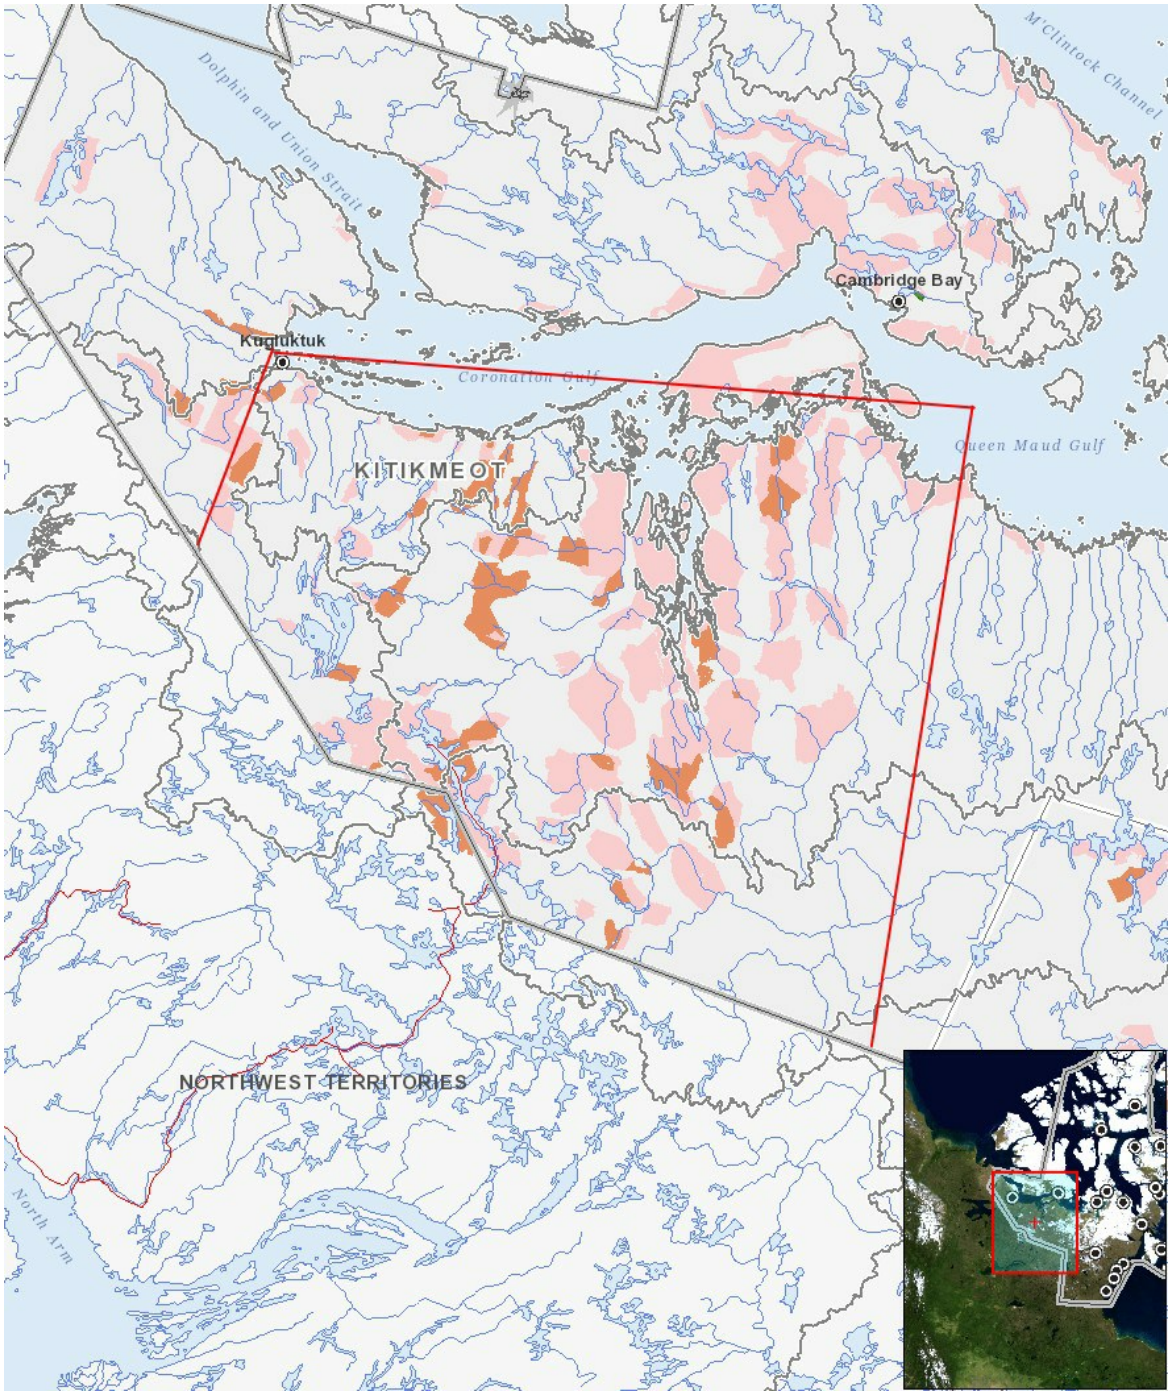 M'Clintock Channel
Dolphin and Union Strait
Cambridge Bay
Kugluktuk
Coronation Gulf
Queen Maud Gulf
KITIKMEOT
NORTHWEST TERRITORIES
North Arm